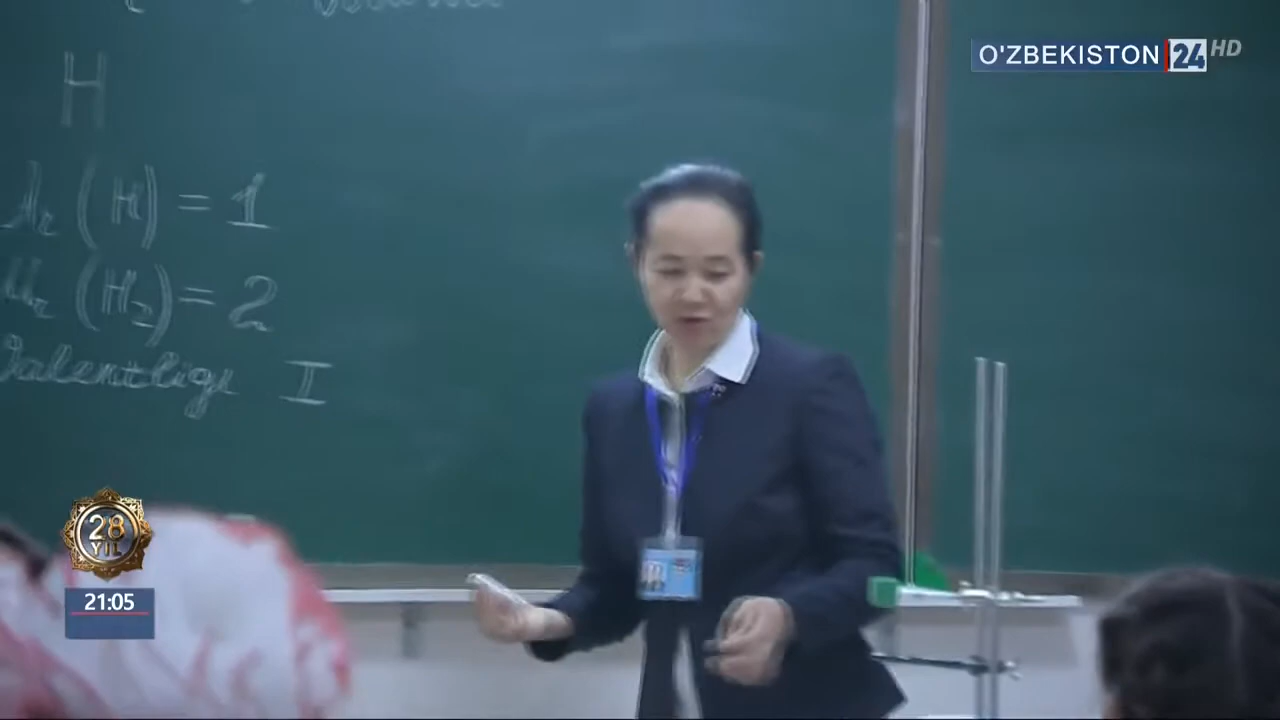 O'ZBEKISTON 24 HD
H
Ar (H) = 1
Mr (H2) = 2
Valentligi I
28
YIL
21:05